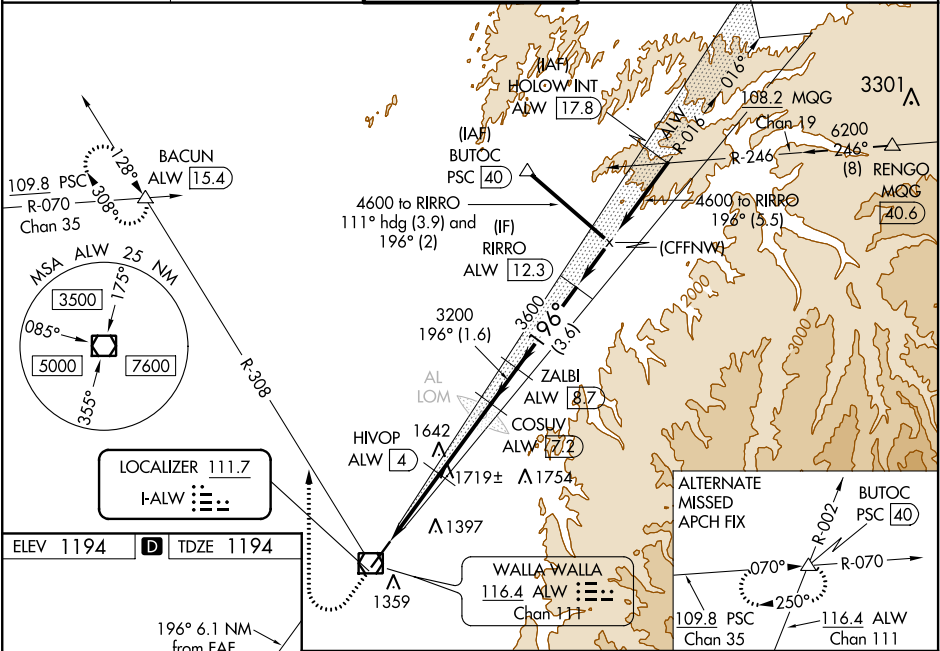 (IAF)
HOLOW INT
ALW 17.8
016°
ALW
R-016
108.2 MQG
Chan 19
3301
6200
246°
(8)
R-246
RENGO
MQG
40.6
(IAF)
BUTOC
PSC 40
4600 to RIRRO
111° hdg (3.9) and
196° (2)
4600 to RIRRO
196° (5.5)
(CFFNW)
(IF)
RIRRO
ALW 12.3
128°
308°
BACUN
ALW 15.4
109.8 PSC
R-070
Chan 35
MSA ALW 25 NM
3500
175°
085°
5000
7600
355°
R-308
2000
3000
3600
196°
(3.6)
3200
196° (1.6)
AL
LOM
ZALBI
ALW 8.7
COSUV
ALW 7.2
HIVOP
ALW 4
1642
1719±
1754
1397
1359
LOCALIZER 111.7
I-ALW
WALLA WALLA
116.4 ALW
Chan 111
ELEV 1194
D
TDZE 1194
196° 6.1 NM
from FAF
ALTERNATE
MISSED
APCH FIX
BUTOC
PSC 40
R-002
070°
R-070
250°
109.8 PSC
Chan 35
116.4 ALW
Chan 111